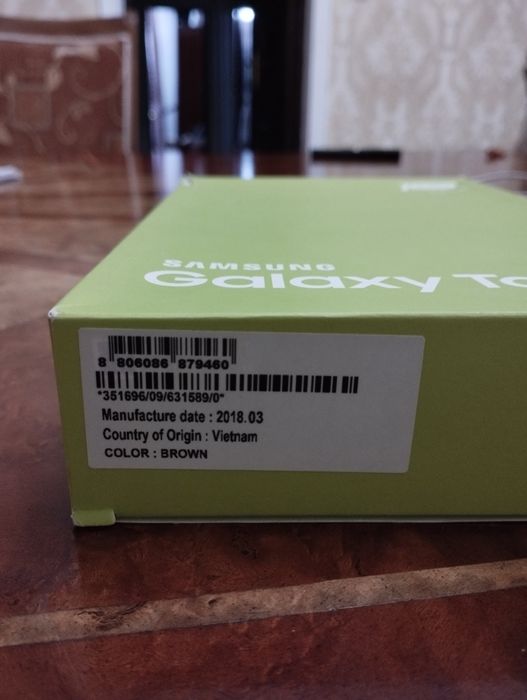 SAMSUNG
Galaxy Ta
8 806086 879460
*351696/09/631589/0*
Manufacture date : 2018.03
Country of Origin : Vietnam
COLOR : BROWN